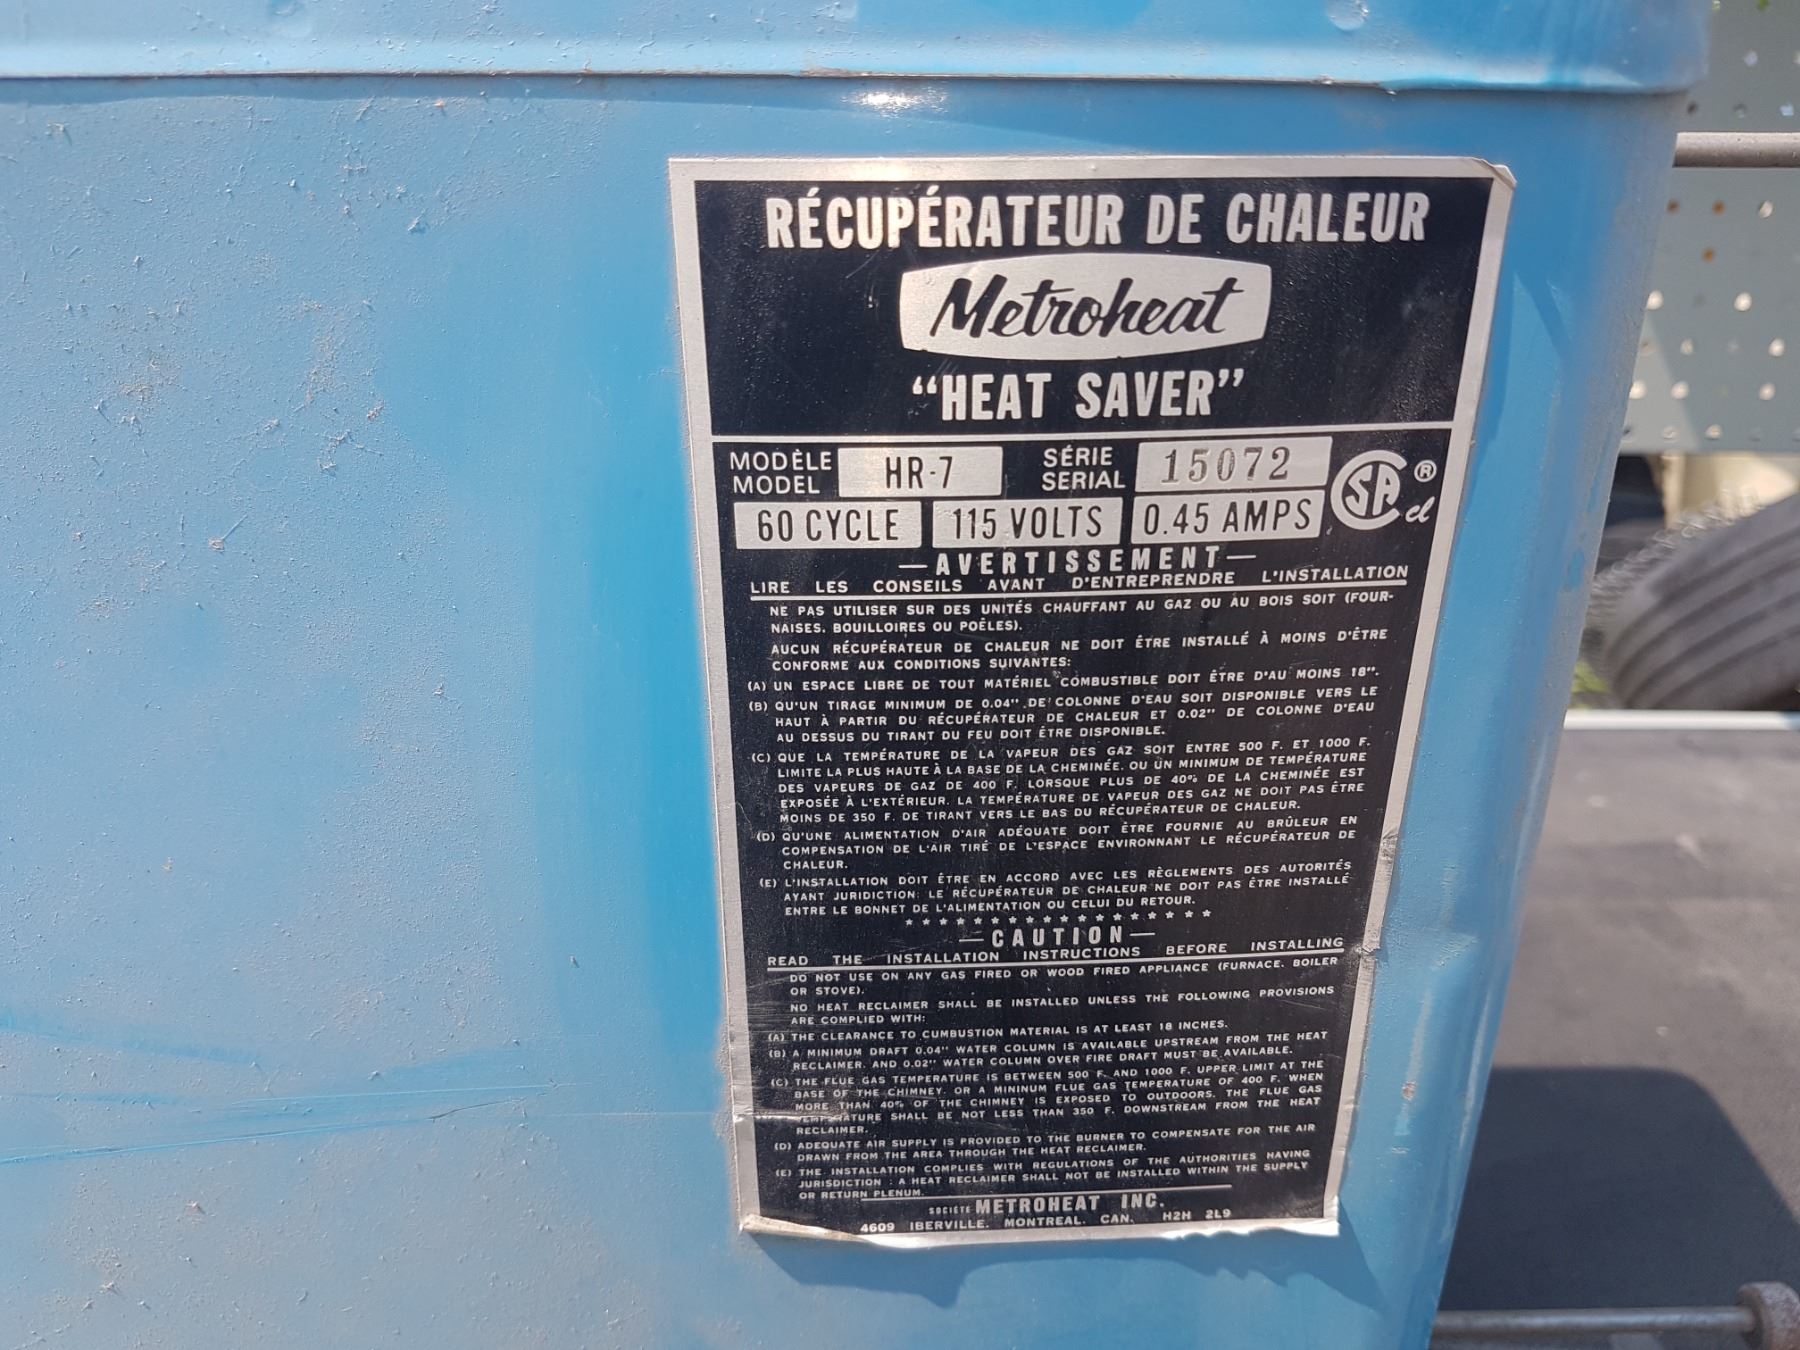 RÉCUPÉRATEUR DE CHALEUR
Metroheat
“HEAT SAVER”
MODÈLE
MODEL
HR-7
SÉRIE
SERIAL
15072
60 CYCLE
115 VOLTS
0.45 AMPS
SA ® cl
—AVERTISSEMENT—
LIRE LES CONSEILS AVANT D'ENTREPRENDRE L'INSTALLATION
NE PAS UTILISER SUR DES UNITÉS CHAUFFANT AU GAZ OU AU BOIS SOIT (FOUR-
NAISES. BOUILLOIRES OU POÊLES).
AUCUN RÉCUPÉRATEUR DE CHALEUR NE DOIT ÊTRE INSTALLÉ À MOINS D'ÊTRE
CONFORME AUX CONDITIONS SUIVANTES:
(A) UN ESPACE LIBRE DE TOUT MATÉRIEL COMBUSTIBLE DOIT ÊTRE D'AU MOINS 18".
(B) QU'UN TIRAGE MINIMUM DE 0.04" DE COLONNE D'EAU SOIT DISPONIBLE VERS LE
HAUT À PARTIR DU RÉCUPÉRATEUR DE CHALEUR ET 0.02" DE COLONNE D'EAU
AU DESSUS DU TIRANT DU FEU DOIT ÊTRE DISPONIBLE.
(C) QUE LA TEMPÉRATURE DE LA VAPEUR DES GAZ SOIT ENTRE 500 F. ET 1000 F.
LIMITE LA PLUS HAUTE À LA BASE DE LA CHEMINÉE. OU UN MINIMUM DE TEMPÉRATURE
DES VAPEURS DE GAZ DE 400 F. LORSQUE PLUS DE 40% DE LA CHEMINÉE EST
EXPOSÉE À L'EXTÉRIEUR. LA TEMPÉRATURE DE VAPEUR DES GAZ NE DOIT PAS ÊTRE
MOINS DE 350 F. DE TIRANT VERS LE BAS DU RÉCUPÉRATEUR DE CHALEUR.
(D) QU'UNE ALIMENTATION D'AIR ADÉQUATE DOIT ÊTRE FOURNIE AU BRÛLEUR EN
COMPENSATION DE L'AIR TIRÉ DE L'ESPACE ENVIRONNANT LE RÉCUPÉRATEUR DE
CHALEUR.
(E) L'INSTALLATION DOIT ÊTRE EN ACCORD AVEC LES RÈGLEMENTS DES AUTORITÉS
AYANT JURIDICTION: LE RÉCUPÉRATEUR DE CHALEUR NE DOIT PAS ÊTRE INSTALLÉ
ENTRE LE BONNET DE L'ALIMENTATION OU CELUI DU RETOUR.
* * * * * * * * * * * * * * * * * *
—CAUTION—
READ THE INSTALLATION INSTRUCTIONS BEFORE INSTALLING
DO NOT USE ON ANY GAS FIRED OR WOOD FIRED APPLIANCE (FURNACE. BOILER
OR STOVE).
NO HEAT RECLAIMER SHALL BE INSTALLED UNLESS THE FOLLOWING PROVISIONS
ARE COMPLIED WITH:
(A) THE CLEARANCE TO CUMBUSTION MATERIAL IS AT LEAST 18 INCHES.
(B) A MINIMUM DRAFT 0.04" WATER COLUMN IS AVAILABLE UPSTREAM FROM THE HEAT
RECLAIMER. AND 0.02" WATER COLUMN OVER FIRE DRAFT MUST BE AVAILABLE.
(C) THE FLUE GAS TEMPERATURE IS BETWEEN 500 F. AND 1000 F. UPPER LIMIT AT THE
BASE OF THE CHIMNEY. OR A MININUM FLUE GAS TEMPERATURE OF 400 F. WHEN
MORE THAN 40% OF THE CHIMNEY IS EXPOSED TO OUTDOORS. THE FLUE GAS
TEMPERATURE SHALL BE NOT LESS THAN 350 F. DOWNSTREAM FROM THE HEAT
RECLAIMER.
(D) ADEQUATE AIR SUPPLY IS PROVIDED TO THE BURNER TO COMPENSATE FOR THE AIR
DRAWN FROM THE AREA THROUGH THE HEAT RECLAIMER.
(E) THE INSTALLATION COMPLIES WITH REGULATIONS OF THE AUTHORITIES HAVING
JURISDICTION : A HEAT RECLAIMER SHALL NOT BE INSTALLED WITHIN THE SUPPLY
OR RETURN PLENUM.
SOCIÉTÉ METROHEAT INC.
4609 IBERVILLE. MONTREAL. CAN. H2H 2L9